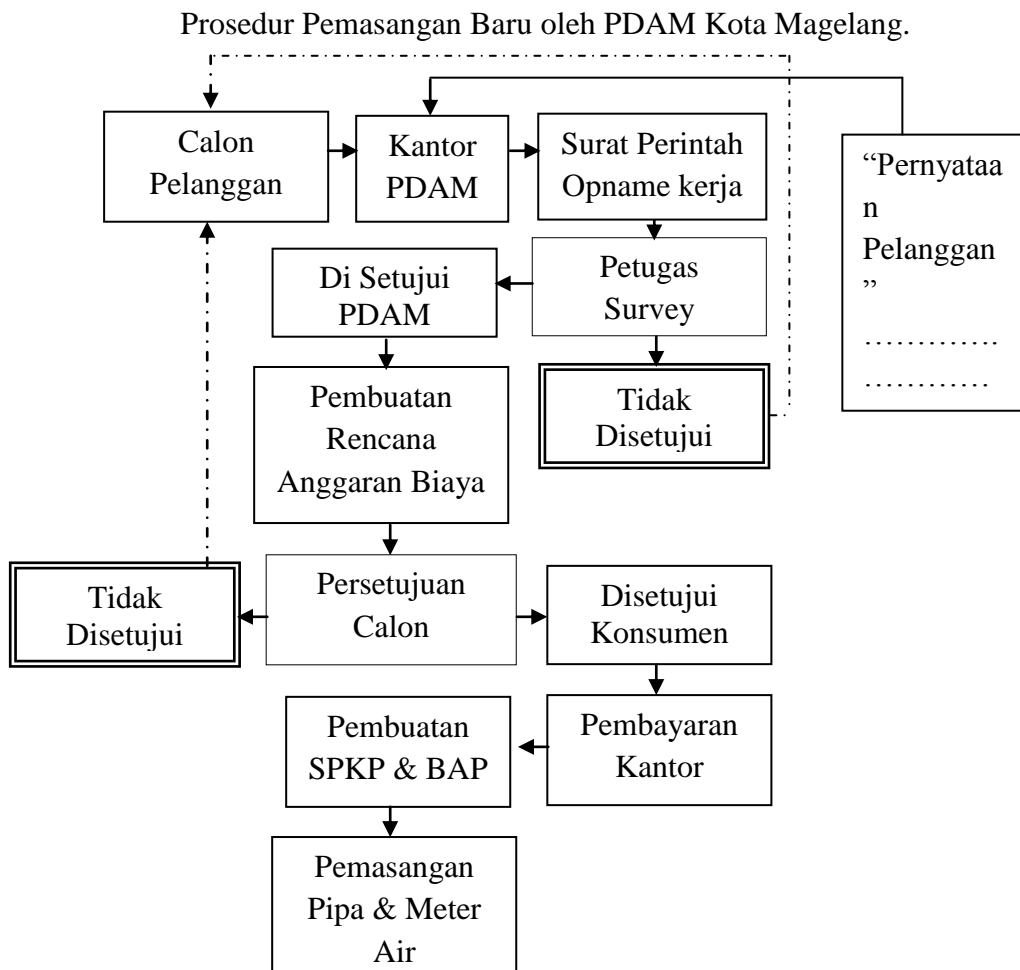 Prosedur Pemasangan Baru oleh PDAM Kota Magelang.
Calon
Pelanggan
Kantor
PDAM
Surat Perintah
Opname kerja
“Pernyataa
n
Pelanggan
”
………….
…………
Di Setujui
PDAM
Petugas
Survey
Pembuatan
Rencana
Anggaran Biaya
Tidak
Disetujui
Tidak
Disetujui
Persetujuan
Calon
Disetujui
Konsumen
Pembuatan
SPKP & BAP
Pembayaran
Kantor
Pemasangan
Pipa & Meter
Air